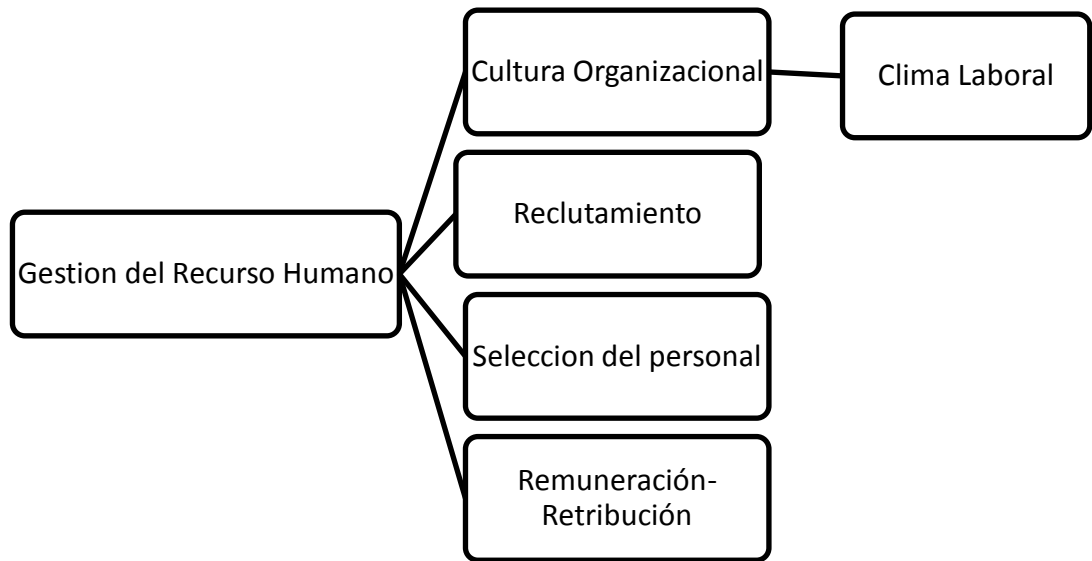 Cultura Organizacional
Clima Laboral
Reclutamiento
Gestion del Recurso Humano
Seleccion del personal
Remuneración-
Retribución